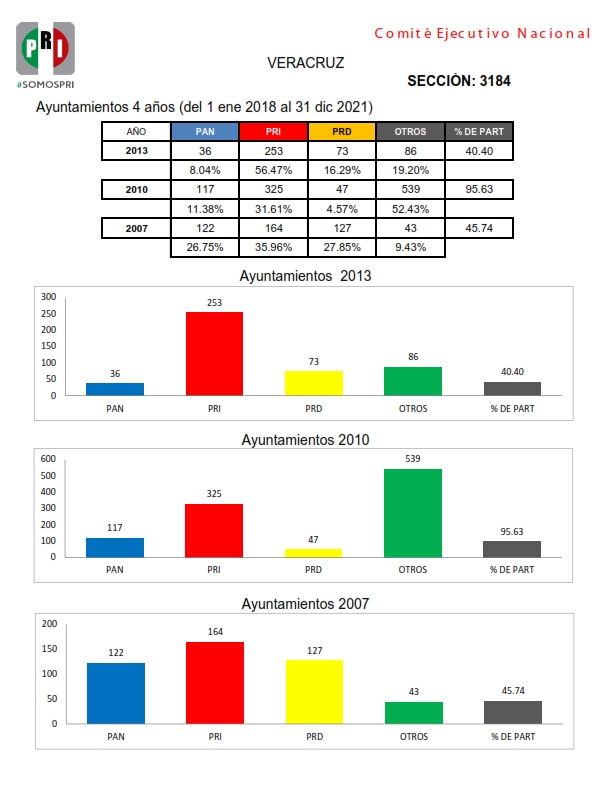 Comité Ejecutivo Nacional
PRI
#SOMOSPRI
VERACRUZ
SECCIÓN: 3184
Ayuntamientos 4 años (del 1 ene 2018 al 31 dic 2021)
AÑO PAN PRI PRD OTROS % DE PART
2013 36 253 73 86 40.40
8.04% 56.47% 16.29% 19.20%
2010 117 325 47 539 95.63
11.38% 31.61% 4.57% 52.43%
2007 122 164 127 43 45.74
26.75% 35.96% 27.85% 9.43%
Ayuntamientos 2013
300
250
200
150
100
50
0
36 253 73 86 40.40
PAN PRI PRD OTROS % DE PART
Ayuntamientos 2010
600
500
400
300
200
100
0
117 325 47 539 95.63
PAN PRI PRD OTROS % DE PART
Ayuntamientos 2007
200
150
100
50
0
122 164 127 43 45.74
PAN PRI PRD OTROS % DE PART